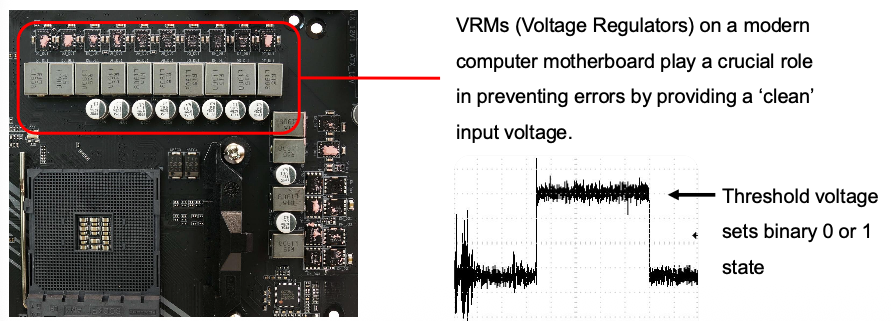 VRMs (Voltage Regulators) on a modern
computer motherboard play a crucial role
in preventing errors by providing a ‘clean’
input voltage.
Threshold voltage
sets binary 0 or 1
state